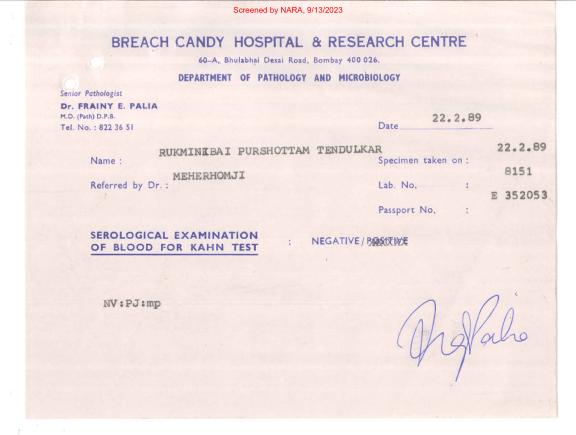 Screened by NARA, 9/13/2023
BREACH CANDY HOSPITAL & RESEARCH CENTRE
60-A, Bhulabhai Desai Road, Bombay 400 026.
DEPARTMENT OF PATHOLOGY AND MICROBIOLOGY
Senior Pathologist
Dr. FRAINY E. PALIA
M.D. (Path) D.P.B.
Tel. No. : 822 36 51
Date 22.2.89
Name : RUKMINIBAI PURSHOTTAM TENDULKAR
Specimen taken on : 22.2.89
Referred by Dr. : MEHERHOMJI
Lab. No. : 8151
Passport No. : E 352053
SEROLOGICAL EXAMINATION
OF BLOOD FOR KAHN TEST : NEGATIVE/POSITIVE
NV:PJ:mp